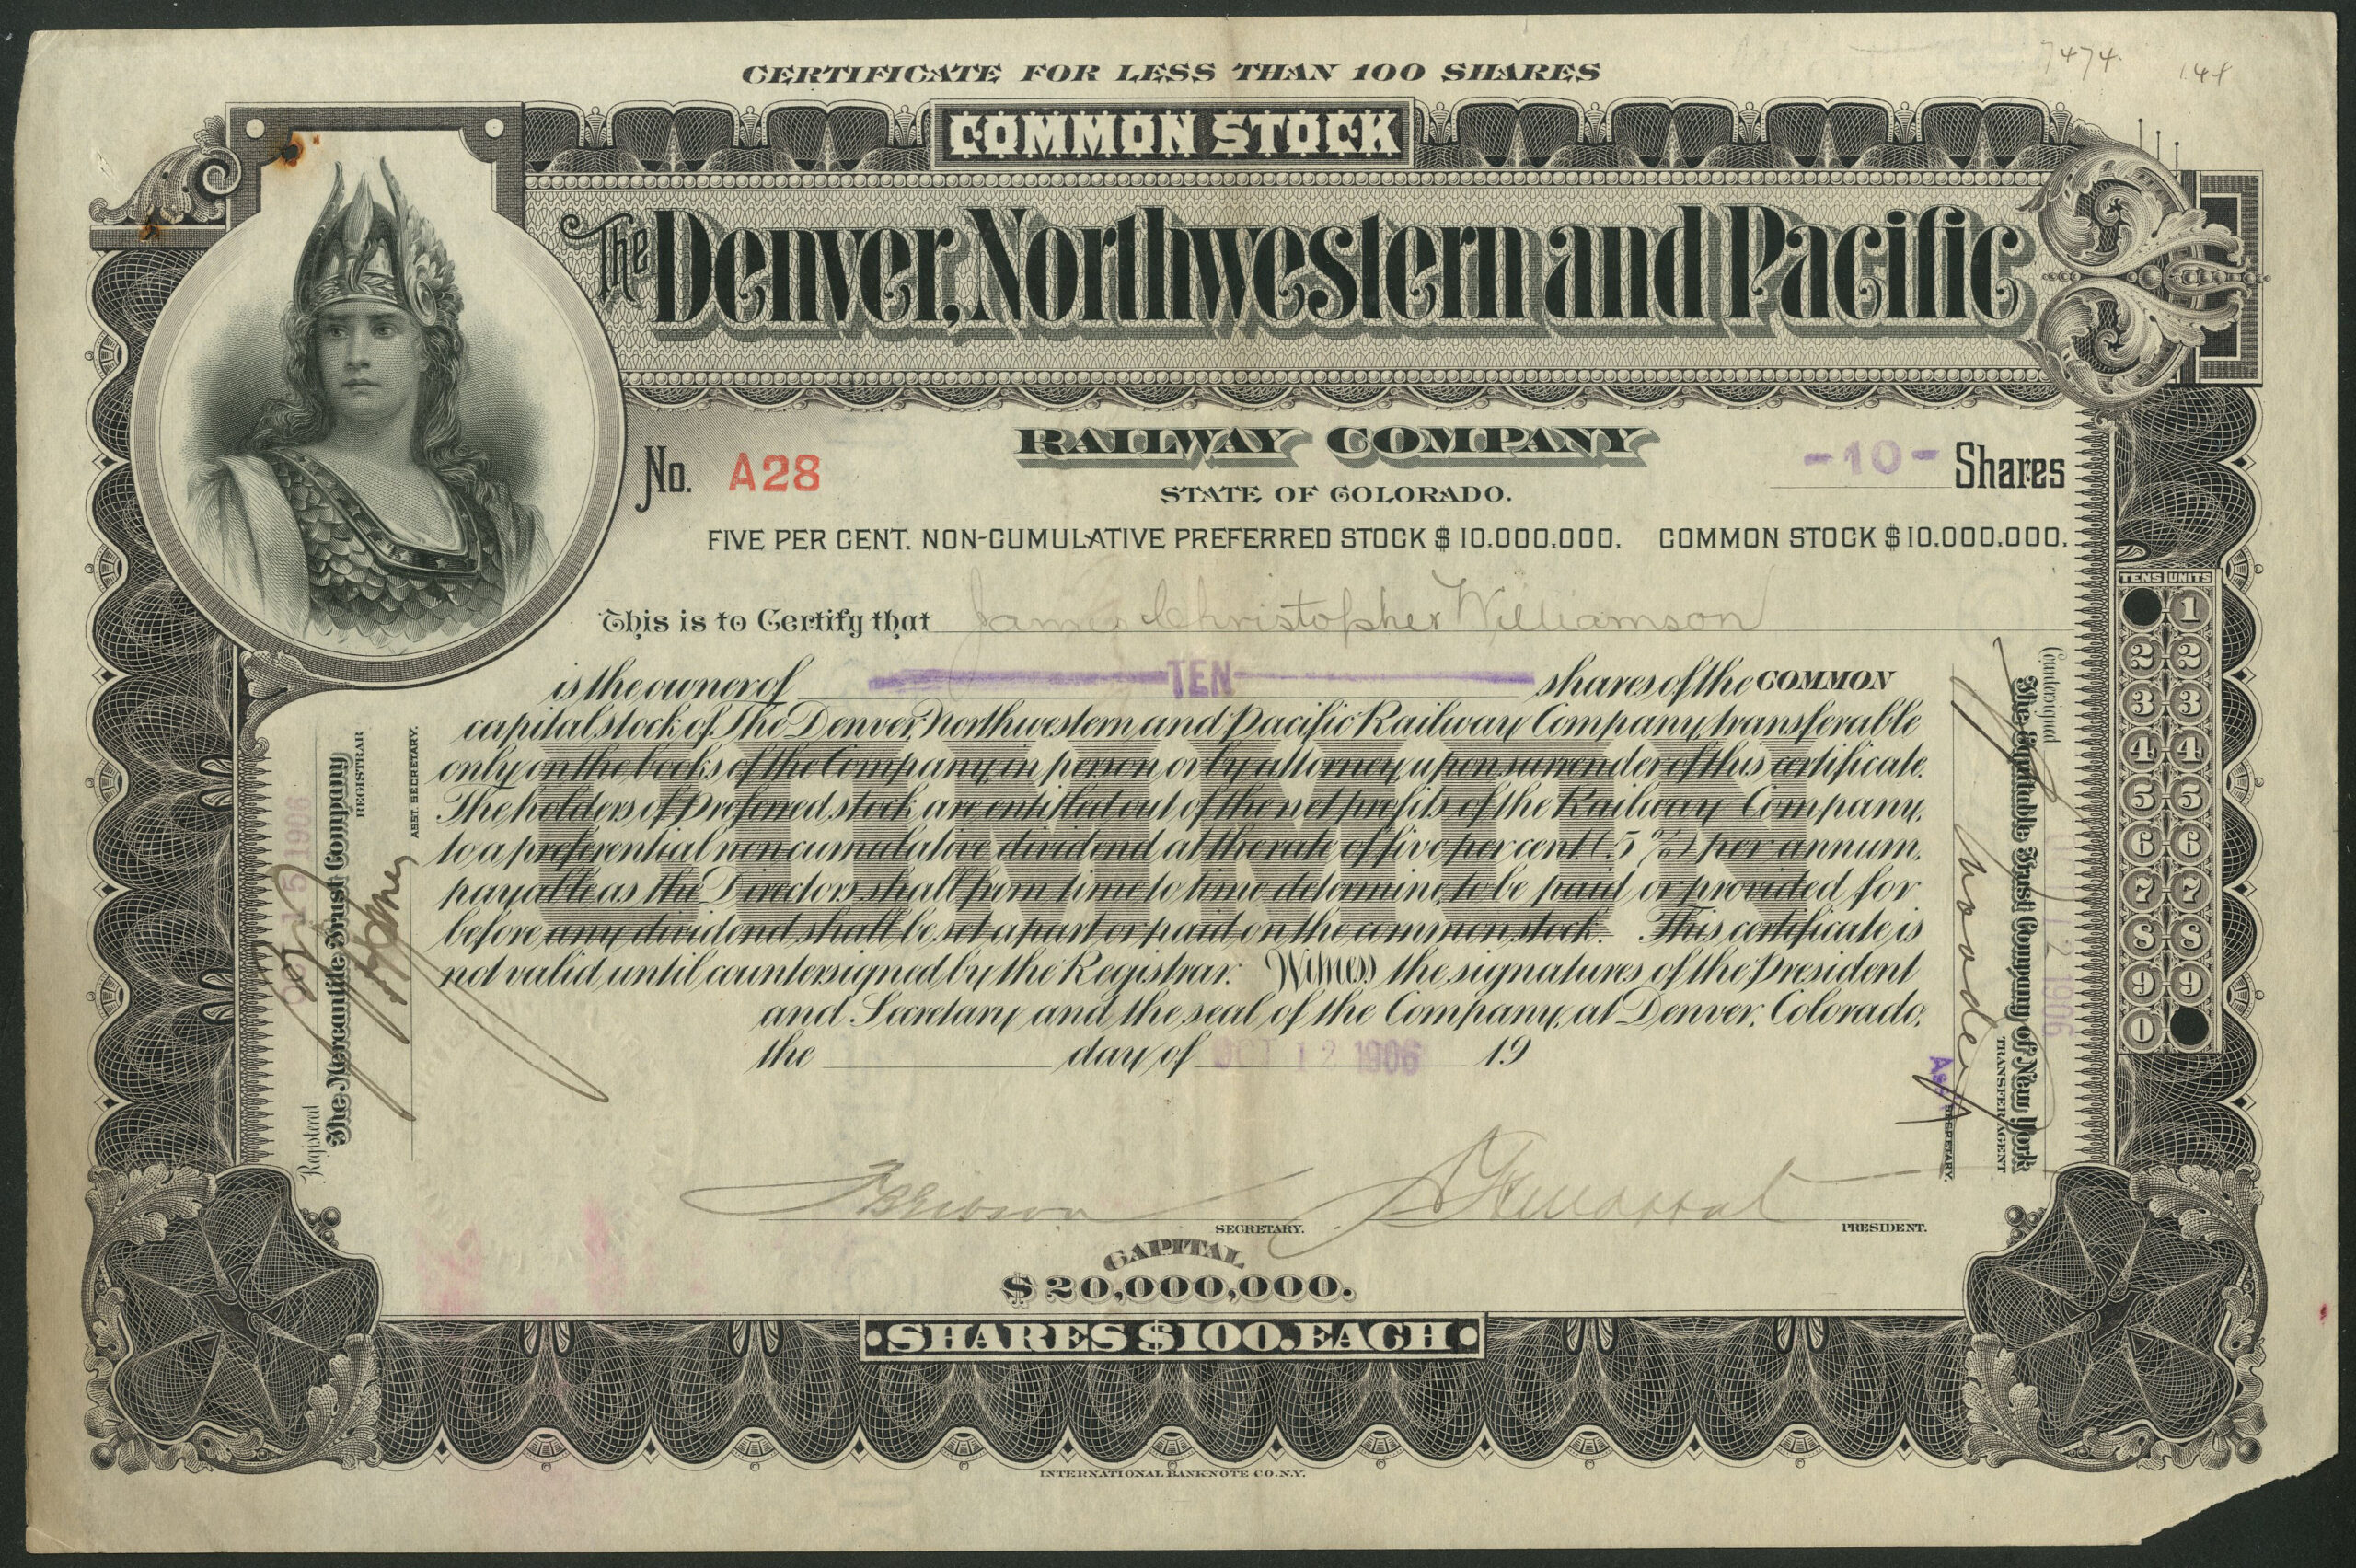 7474. 144
CERTIFICATE FOR LESS THAN 100 SHARES
COMMON STOCK
The Denver, Northwestern and Pacific
RAILWAY COMPANY
No. A28
-10- Shares
STATE OF COLORADO.
FIVE PER CENT. NON-CUMULATIVE PREFERRED STOCK $10.000.000. COMMON STOCK $10.000.000.
This is to Certify that James Christopher Williamson
is the owner of TEN shares of the COMMON
capital stock of The Denver, Northwestern and Pacific Railway Company, transferable
only on the books of the Company, in person or by attorney, upon surrender of this certificate.
The holders of Preferred stock are entitled out of the net profits of the Railway Company,
to a preferential noncumulative dividend at the rate of five per cent (5%) per annum,
payable as the Directors shall from time to time determine, to be paid or provided for
before any dividend shall be set apart or paid on the common stock. This certificate is
not valid until countersigned by the Registrar. Witness the signatures of the President
and Secretary and the seal of the Company, at Denver, Colorado,
the day of OCT 12 1906 19
SECRETARY.
PRESIDENT.
CAPITAL
$20,000,000.
SHARES $100. EACH
INTERNATIONAL BANKNOTE CO. N.Y.
Registered
OCT 15 1906
The Mercantile Trust Company
REGISTRAR
ASST. SECRETARY.
Countersigned
OCT 12 1906
The Equitable Trust Company of New York
TRANSFER AGENT
Asst SECRETARY.
TENS UNITS
1
2 2
3 3
4 4
5 5
6 6
7 7
8 8
9 9
0
COMMON